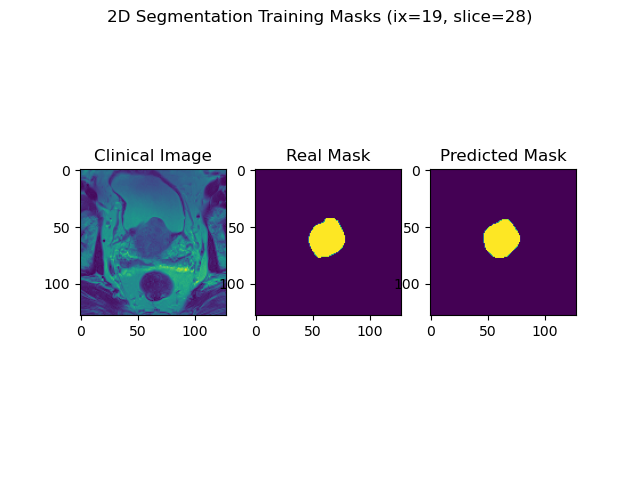 2D Segmentation Training Masks (ix=19, slice=28)
Clinical Image Real Mask Predicted Mask
0 0 0
50 50 50
100 100 100
0 50 100 0 50 100 0 50 100